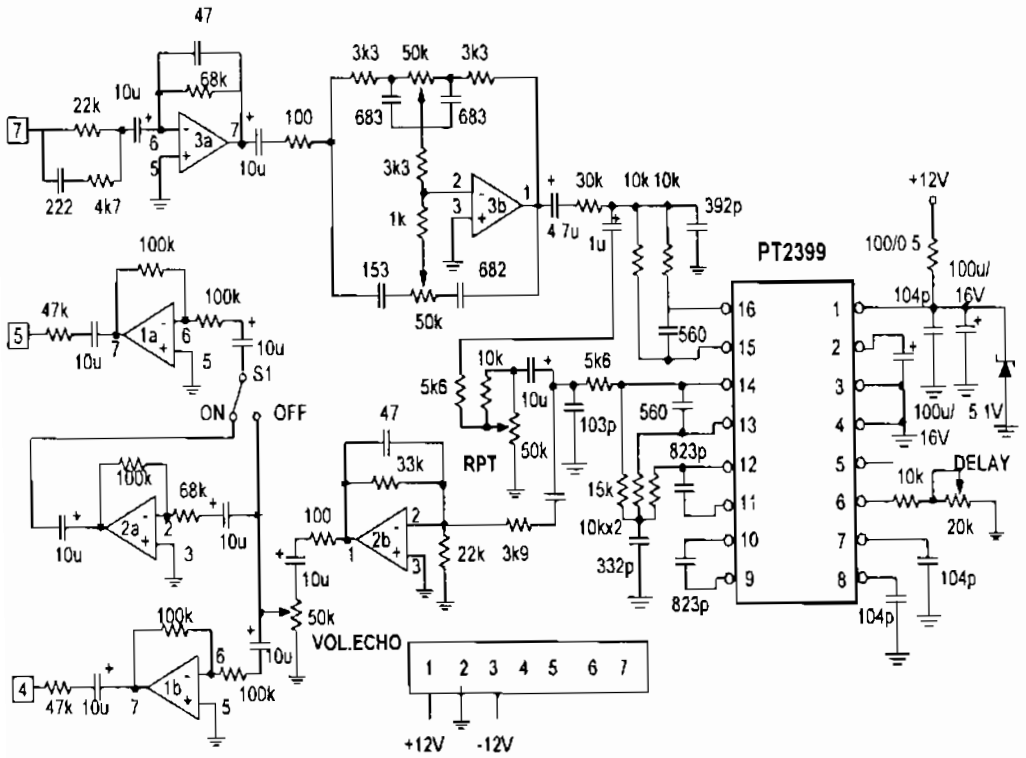 47
3k3 50k 3k3
10u 68k
22k
683 683
7
6 - 7 100
5 + 3a
10u
3k3
2 - 1 30k 10k 10k
3 + 3b
392p
222 4k7
4 7u 1u
1k
+12V
PT2399
100/0 5
100k
153 682
50k
100u/
16V
104p
47k 100k
5
7 1a - 6
+ 5
10u 10u
16 1
560
15 2
S1
10k 5k6
5k6 10u
14 3
ON OFF
47
103p
560
50k
13 4
100u/
16V
5 1V
RPT
823p
12 5 DELAY
33k
100k 68k
15k
10k
11 6
20k
10kx2
100
2a - 2
+ 3
1 2b - 2
+ 3
22k 3k9
10 7
10u 10u
332p
10u
9 8
104p
823p
104p
50k
100k
VOL.ECHO
10u
6
4
1b -
+
7 5
47k 10u 100k
1 2 3 4 5 6 7
+12V -12V